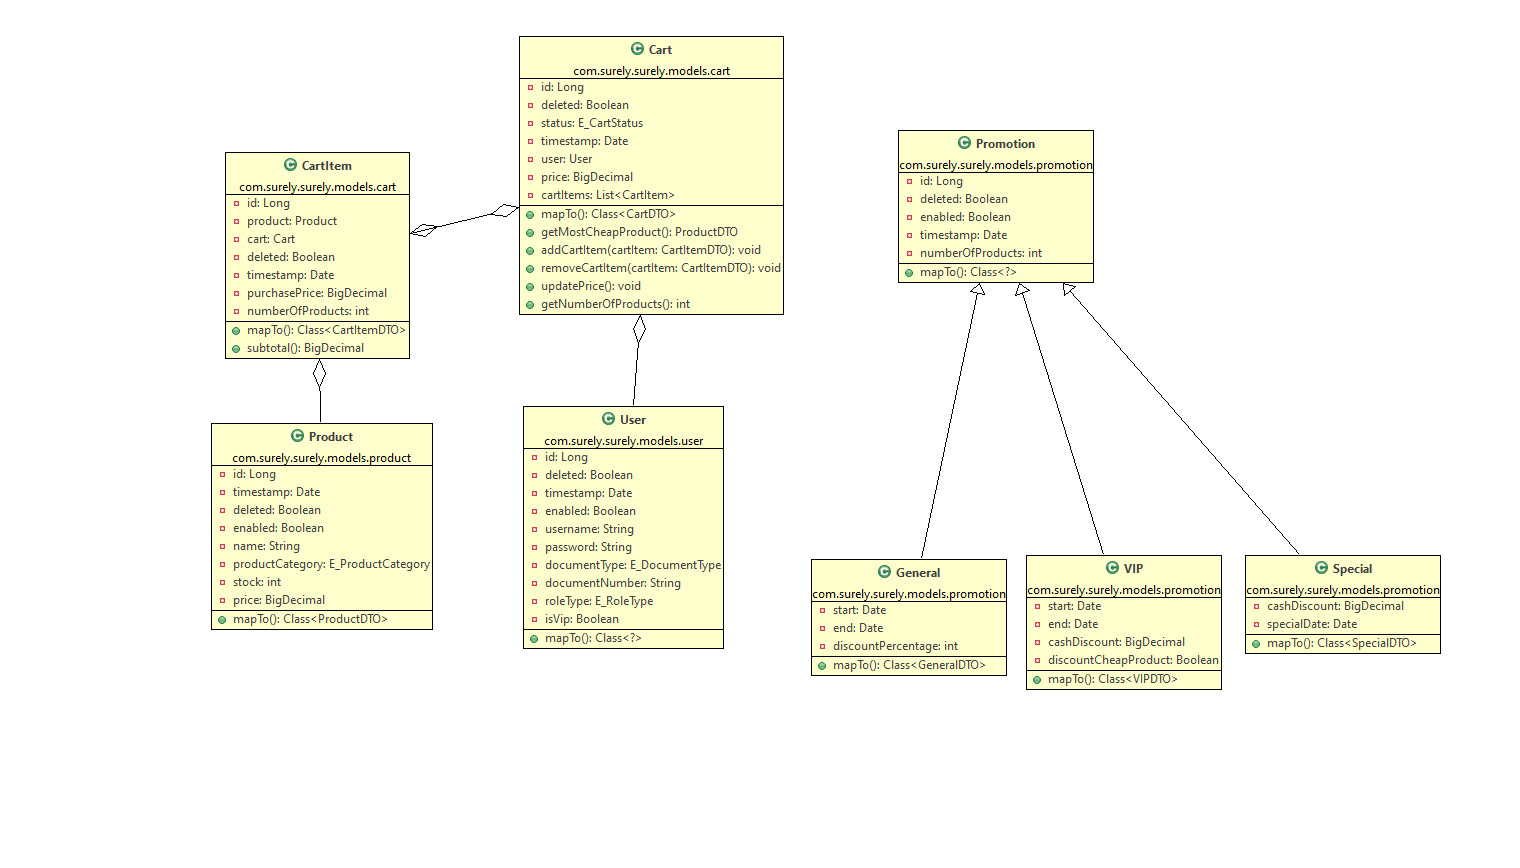 Cart
com.surely.surely.models.cart
id: Long
deleted: Boolean
status: E_CartStatus
timestamp: Date
user: User
price: BigDecimal
cartItems: List<CartItem>
mapTo(): Class<CartDTO>
getMostCheapProduct(): ProductDTO
addCartItem(cartItem: CartItemDTO): void
removeCartItem(cartItem: CartItemDTO): void
updatePrice(): void
getNumberOfProducts(): int
CartItem
com.surely.surely.models.cart
id: Long
product: Product
cart: Cart
deleted: Boolean
timestamp: Date
purchasePrice: BigDecimal
numberOfProducts: int
mapTo(): Class<CartItemDTO>
subtotal(): BigDecimal
Promotion
com.surely.surely.models.promotion
id: Long
deleted: Boolean
enabled: Boolean
timestamp: Date
numberOfProducts: int
mapTo(): Class<?>
Product
com.surely.surely.models.product
id: Long
timestamp: Date
deleted: Boolean
enabled: Boolean
name: String
productCategory: E_ProductCategory
stock: int
price: BigDecimal
mapTo(): Class<ProductDTO>
User
com.surely.surely.models.user
id: Long
deleted: Boolean
timestamp: Date
enabled: Boolean
username: String
password: String
documentType: E_DocumentType
documentNumber: String
roleType: E_RoleType
isVip: Boolean
mapTo(): Class<?>
General
com.surely.surely.models.promotion
start: Date
end: Date
discountPercentage: int
mapTo(): Class<GeneralDTO>
VIP
com.surely.surely.models.promotion
start: Date
end: Date
cashDiscount: BigDecimal
discountCheapProduct: Boolean
mapTo(): Class<VIPDTO>
Special
com.surely.surely.models.promotion
cashDiscount: BigDecimal
specialDate: Date
mapTo(): Class<SpecialDTO>